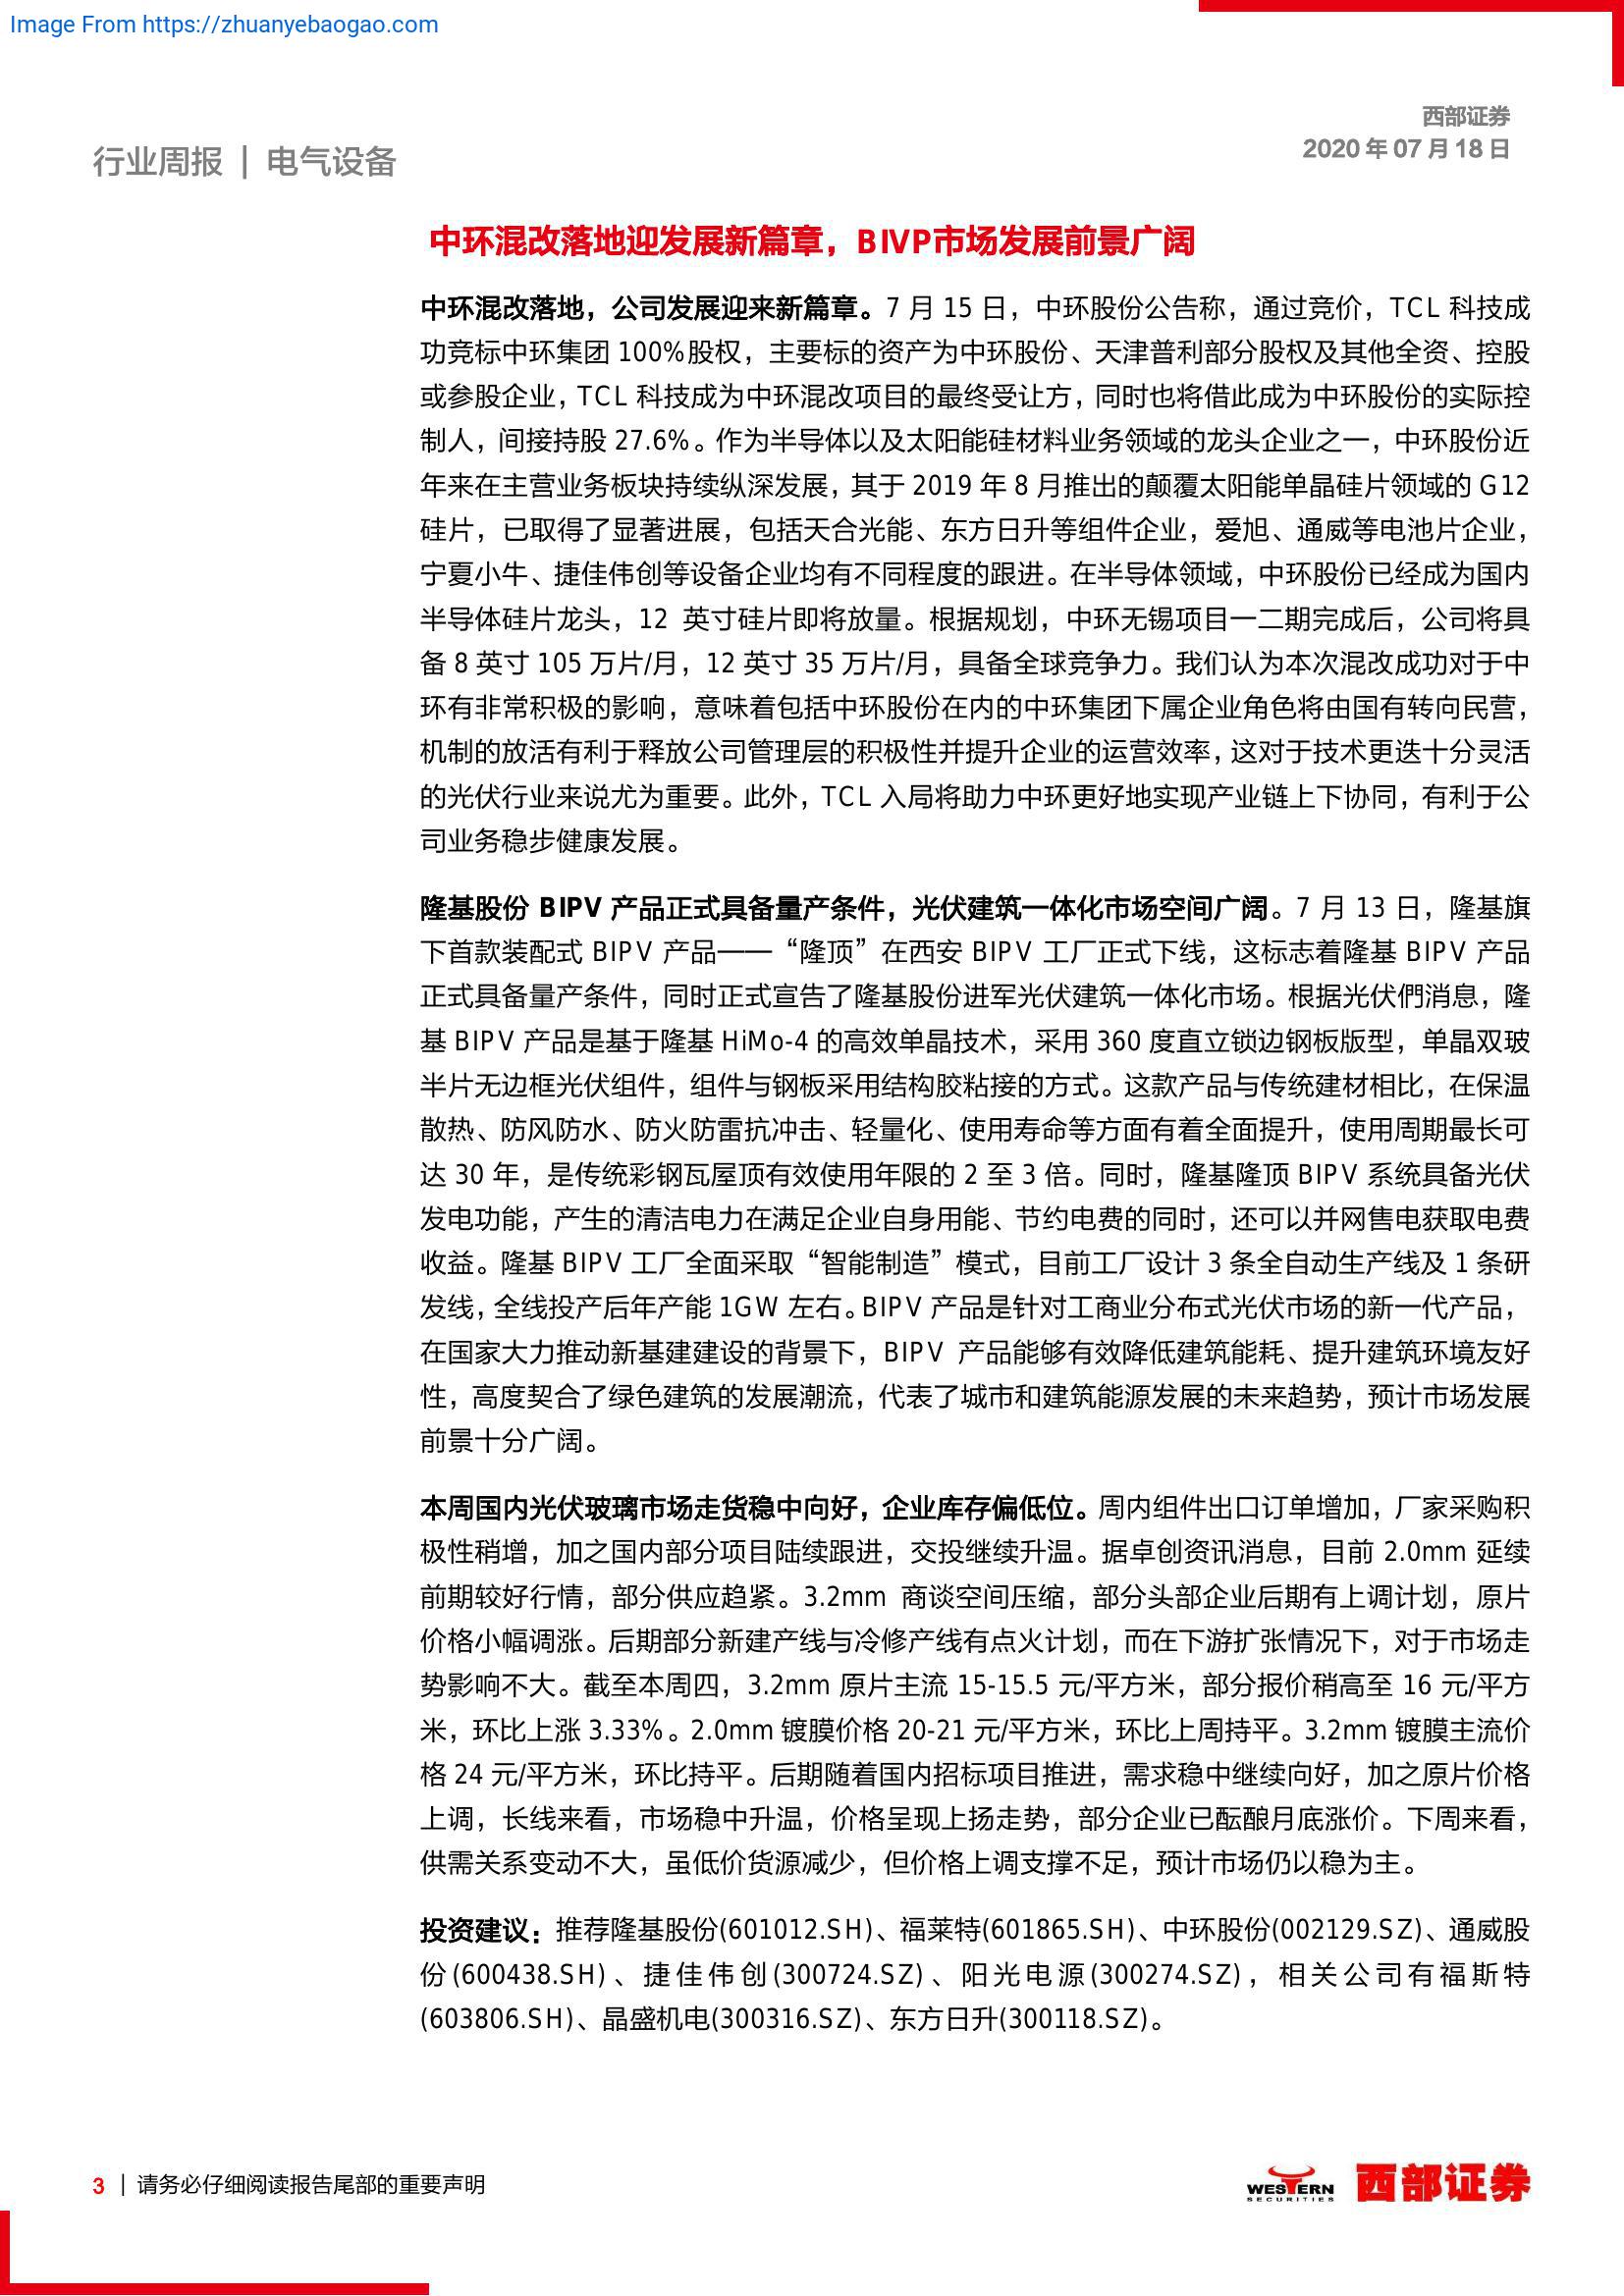 Image From https://zhuanyebaogao.com
西部证券
2020 年 07 月 18 日
行业周报 | 电气设备
中环混改落地迎发展新篇章，BIVP市场发展前景广阔
中环混改落地，公司发展迎来新篇章。7 月 15 日，中环股份公告称，通过竞价，TCL 科技成
功竞标中环集团 100%股权，主要标的资产为中环股份、天津普利部分股权及其他全资、控股
或参股企业，TCL 科技成为中环混改项目的最终受让方，同时也将借此成为中环股份的实际控
制人，间接持股 27.6%。作为半导体以及太阳能硅材料业务领域的龙头企业之一，中环股份近
年来在主营业务板块持续纵深发展，其于 2019 年 8 月推出的颠覆太阳能单晶硅片领域的 G12
硅片，已取得了显著进展，包括天合光能、东方日升等组件企业，爱旭、通威等电池片企业，
宁夏小牛、捷佳伟创等设备企业均有不同程度的跟进。在半导体领域，中环股份已经成为国内
半导体硅片龙头，12 英寸硅片即将放量。根据规划，中环无锡项目一二期完成后，公司将具
备 8 英寸 105 万片/月，12 英寸 35 万片/月，具备全球竞争力。我们认为本次混改成功对于中
环有非常积极的影响，意味着包括中环股份在内的中环集团下属企业角色将由国有转向民营，
机制的放活有利于释放公司管理层的积极性并提升企业的运营效率，这对于技术更迭十分灵活
的光伏行业来说尤为重要。此外，TCL 入局将助力中环更好地实现产业链上下协同，有利于公
司业务稳步健康发展。
隆基股份 BIPV 产品正式具备量产条件，光伏建筑一体化市场空间广阔。7 月 13 日，隆基旗
下首款装配式 BIPV 产品——“隆顶”在西安 BIPV 工厂正式下线，这标志着隆基 BIPV 产品
正式具备量产条件，同时正式宣告了隆基股份进军光伏建筑一体化市场。根据光伏們消息，隆
基 BIPV 产品是基于隆基 HiMo-4 的高效单晶技术，采用 360 度直立锁边钢板版型，单晶双玻
半片无边框光伏组件，组件与钢板采用结构胶粘接的方式。这款产品与传统建材相比，在保温
散热、防风防水、防火防雷抗冲击、轻量化、使用寿命等方面有着全面提升，使用周期最长可
达 30 年，是传统彩钢瓦屋顶有效使用年限的 2 至 3 倍。同时，隆基隆顶 BIPV 系统具备光伏
发电功能，产生的清洁电力在满足企业自身用能、节约电费的同时，还可以并网售电获取电费
收益。隆基 BIPV 工厂全面采取“智能制造”模式，目前工厂设计 3 条全自动生产线及 1 条研
发线，全线投产后年产能 1GW 左右。BIPV 产品是针对工商业分布式光伏市场的新一代产品，
在国家大力推动新基建建设的背景下，BIPV 产品能够有效降低建筑能耗、提升建筑环境友好
性，高度契合了绿色建筑的发展潮流，代表了城市和建筑能源发展的未来趋势，预计市场发展
前景十分广阔。
本周国内光伏玻璃市场走货稳中向好，企业库存偏低位。周内组件出口订单增加，厂家采购积
极性稍增，加之国内部分项目陆续跟进，交投继续升温。据卓创资讯消息，目前 2.0mm 延续
前期较好行情，部分供应趋紧。3.2mm 商谈空间压缩，部分头部企业后期有上调计划，原片
价格小幅调涨。后期部分新建产线与冷修产线有点火计划，而在下游扩张情况下，对于市场走
势影响不大。截至本周四，3.2mm 原片主流 15-15.5 元/平方米，部分报价稍高至 16 元/平方
米，环比上涨 3.33%。2.0mm 镀膜价格 20-21 元/平方米，环比上周持平。3.2mm 镀膜主流价
格 24 元/平方米，环比持平。后期随着国内招标项目推进，需求稳中继续向好，加之原片价格
上调，长线来看，市场稳中升温，价格呈现上扬走势，部分企业已酝酿月底涨价。下周来看，
供需关系变动不大，虽低价货源减少，但价格上调支撑不足，预计市场仍以稳为主。
投资建议：推荐隆基股份(601012.SH)、福莱特(601865.SH)、中环股份(002129.SZ)、通威股
份(600438.SH)、捷佳伟创(300724.SZ)、阳光电源(300274.SZ)，相关公司有福斯特
(603806.SH)、晶盛机电(300316.SZ)、东方日升(300118.SZ)。
3 | 请务必仔细阅读报告尾部的重要声明
WESTERN
SECURITIES
西部证券